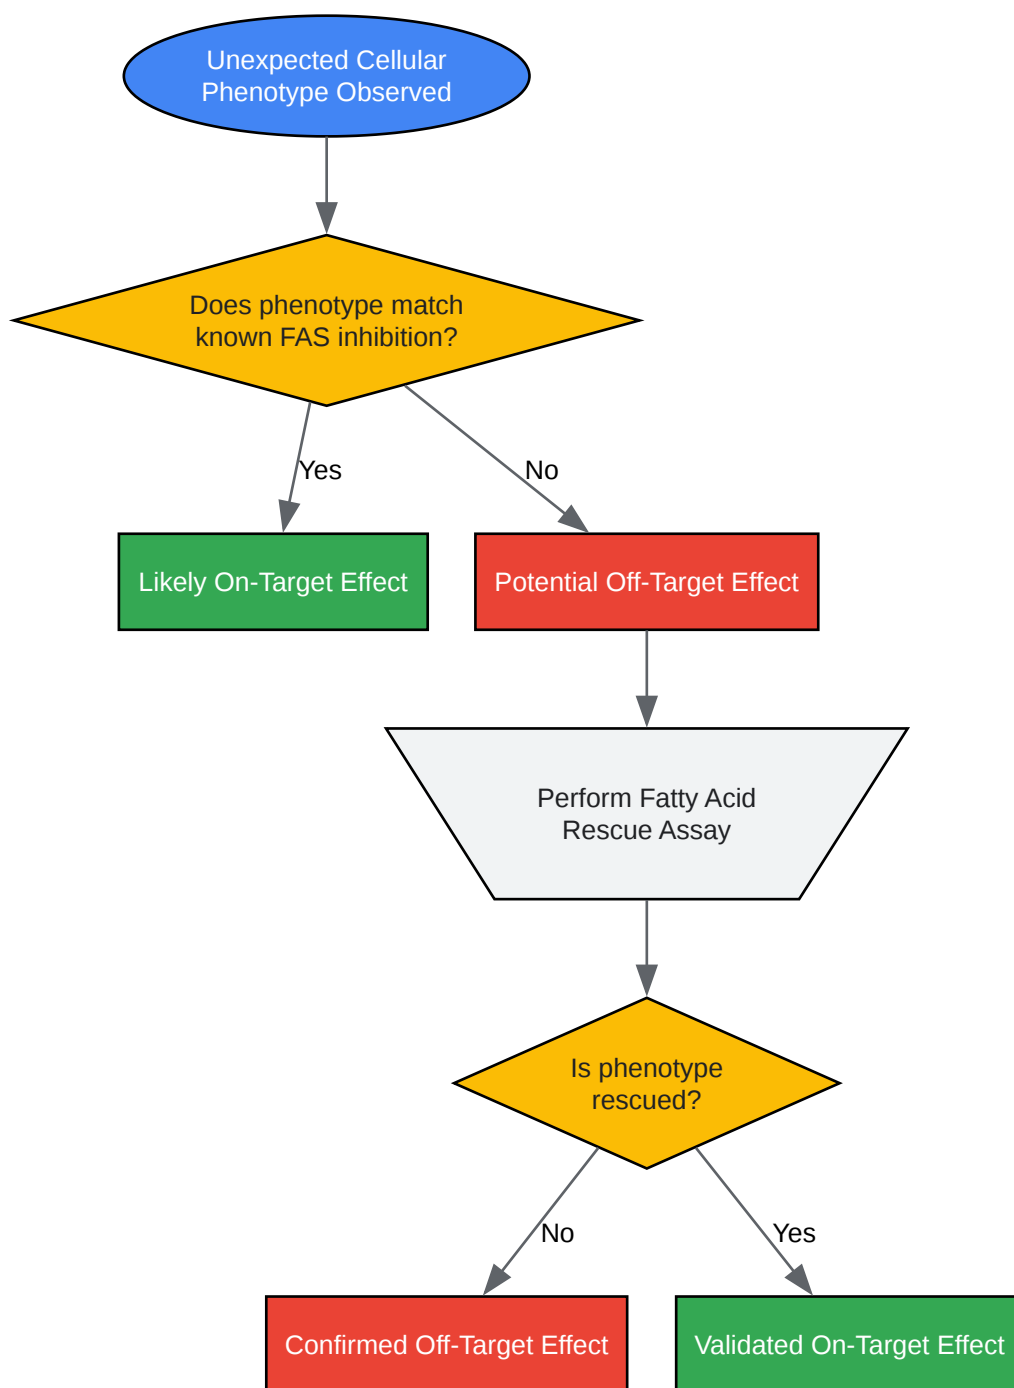 Unexpected Cellular
Phenotype Observed
Does phenotype match
known FAS inhibition?
Yes
No
Likely On-Target Effect
Potential Off-Target Effect
Perform Fatty Acid
Rescue Assay
Is phenotype
rescued?
No
Yes
Confirmed Off-Target Effect
Validated On-Target Effect